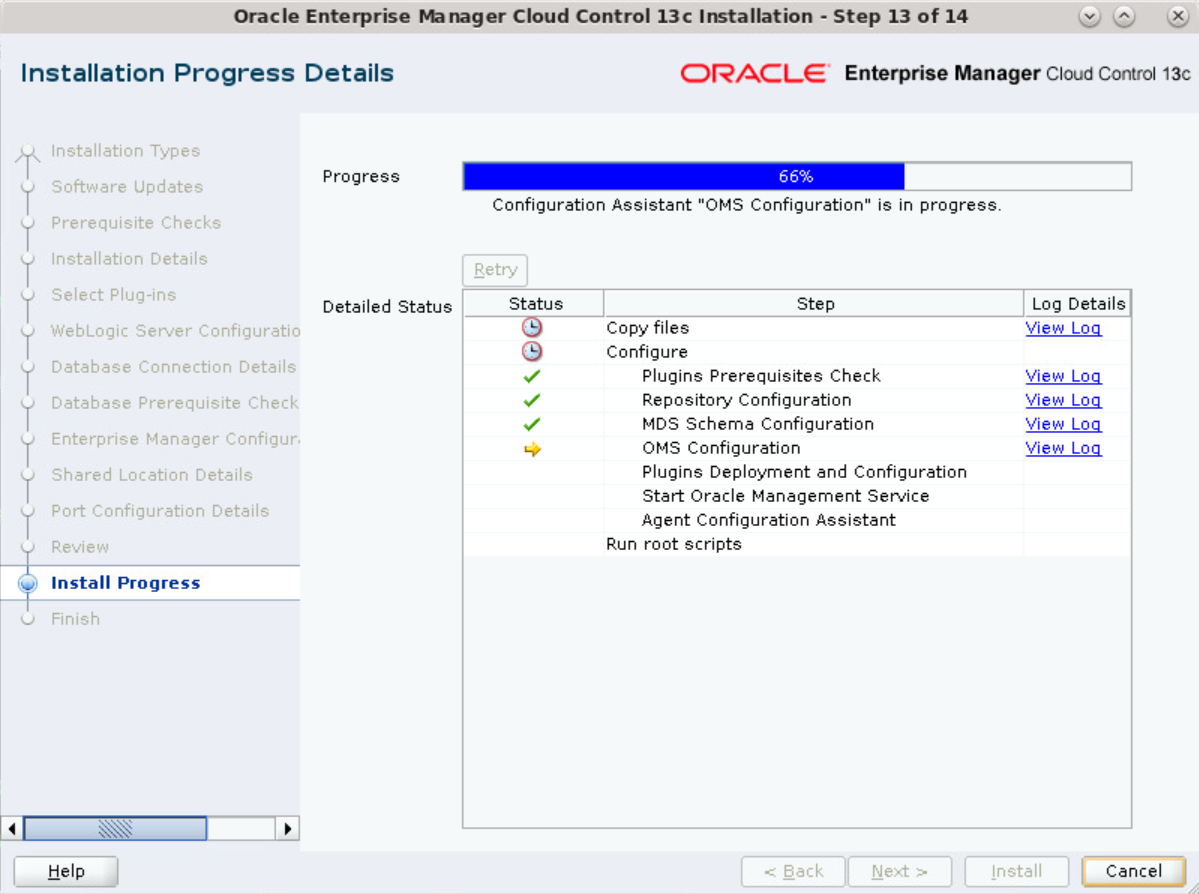 Oracle Enterprise Manager Cloud Control 13c Installation - Step 13 of 14
Installation Progress Details
ORACLE Enterprise Manager Cloud Control 13c
Installation Types
Software Updates
Prerequisite Checks
Installation Details
Select Plug-ins
WebLogic Server Configuratio
Database Connection Details
Database Prerequisite Check
Enterprise Manager Configur
Shared Location Details
Port Configuration Details
Review
Install Progress
Finish
Progress
66%
Configuration Assistant "OMS Configuration" is in progress.
Retry
Detailed Status
Status Step Log Details
Copy files View Log
Configure
Plugins Prerequisites Check View Log
Repository Configuration View Log
MDS Schema Configuration View Log
OMS Configuration View Log
Plugins Deployment and Configuration
Start Oracle Management Service
Agent Configuration Assistant
Run root scripts
Help
< Back
Next >
Install
Cancel